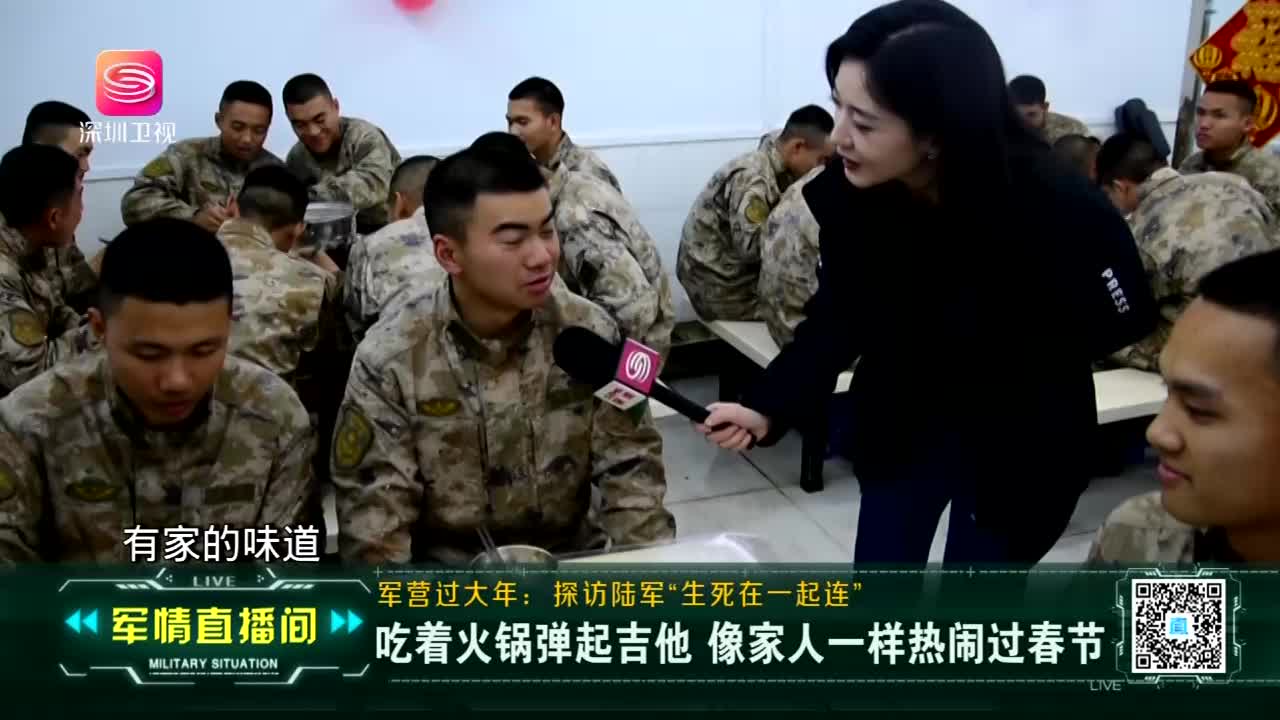 深圳卫视
PRESS
有家的味道
LIVE
军情直播间
MILITARY SITUATION
军营过大年：探访陆军“生死在一起连”
吃着火锅弹起吉他 像家人一样热闹过春节
LIVE